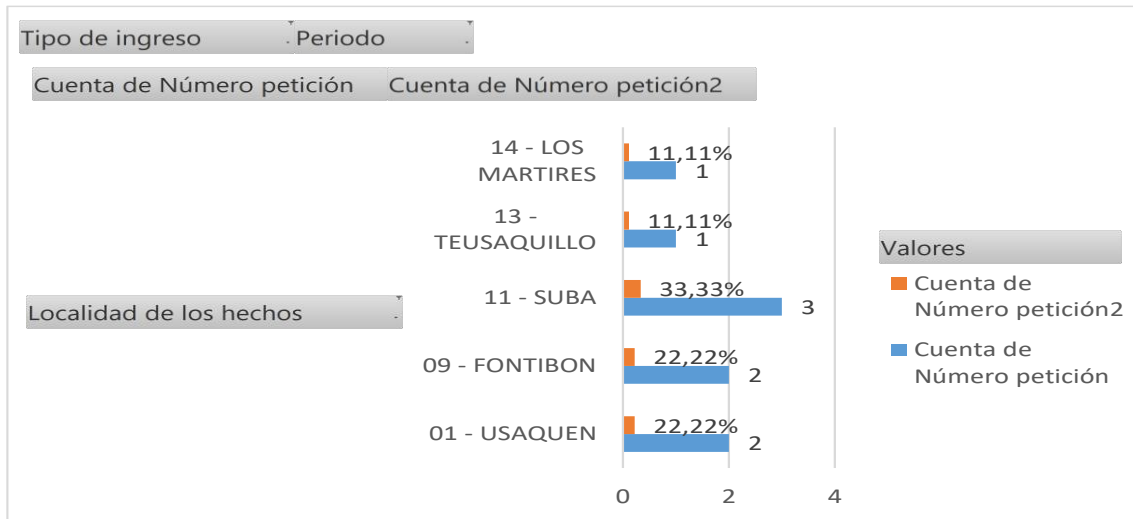 Tipo de ingreso Periodo
Cuenta de Número petición Cuenta de Número petición2
14 - LOS
MARTIRES
11,11%
1
13 -
TEUSAQUILLO
11,11%
1
11 - SUBA
33,33%
3
09 - FONTIBON
22,22%
2
01 - USAQUEN
22,22%
2
0 2 4
Localidad de los hechos
Valores
Cuenta de
Número petición2
Cuenta de
Número petición